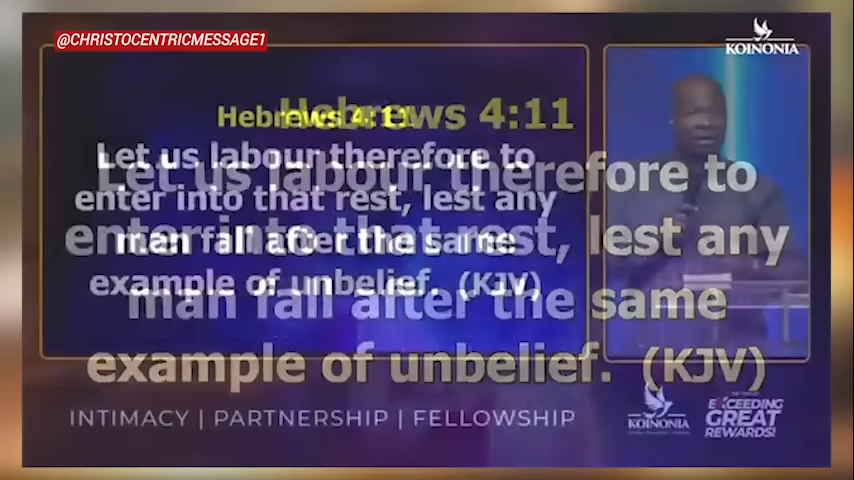 @CHRISTOCENTRICMESSAGE1
KOINONIA
Hebrews 4:11
Hebrews 4:11
Let us labour therefore to
enter into that rest, lest any
man fall after the same
example of unbelief. (KJV)
Let us labour therefore to
enter into that rest, lest any
man fall after the same
example of unbelief. (KJV)
INTIMACY | PARTNERSHIP | FELLOWSHIP
KOINONIA
EXCEEDING
GREAT
REWARDS!